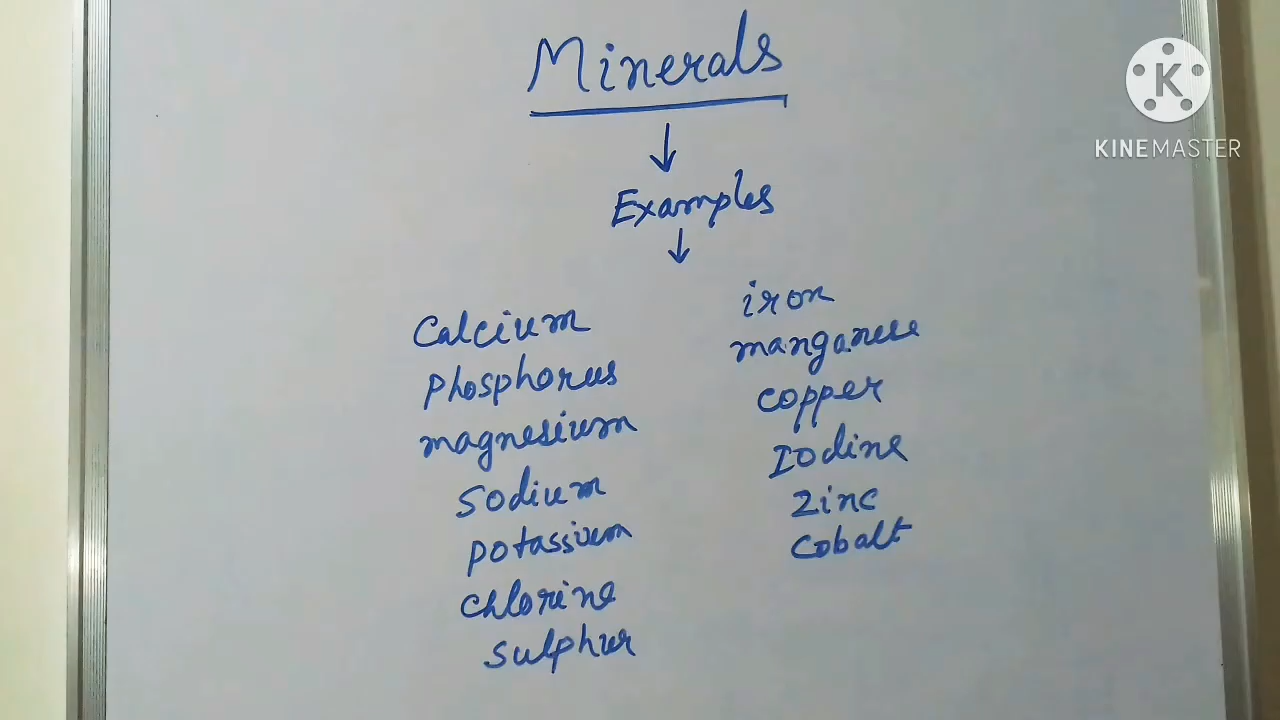 Minerals
Examples
Calcium
Phosphorus
magnesium
Sodium
potassium
chlorine
Sulphur
iron
manganese
copper
Iodine
Zinc
cobalt
K
KINEMASTER